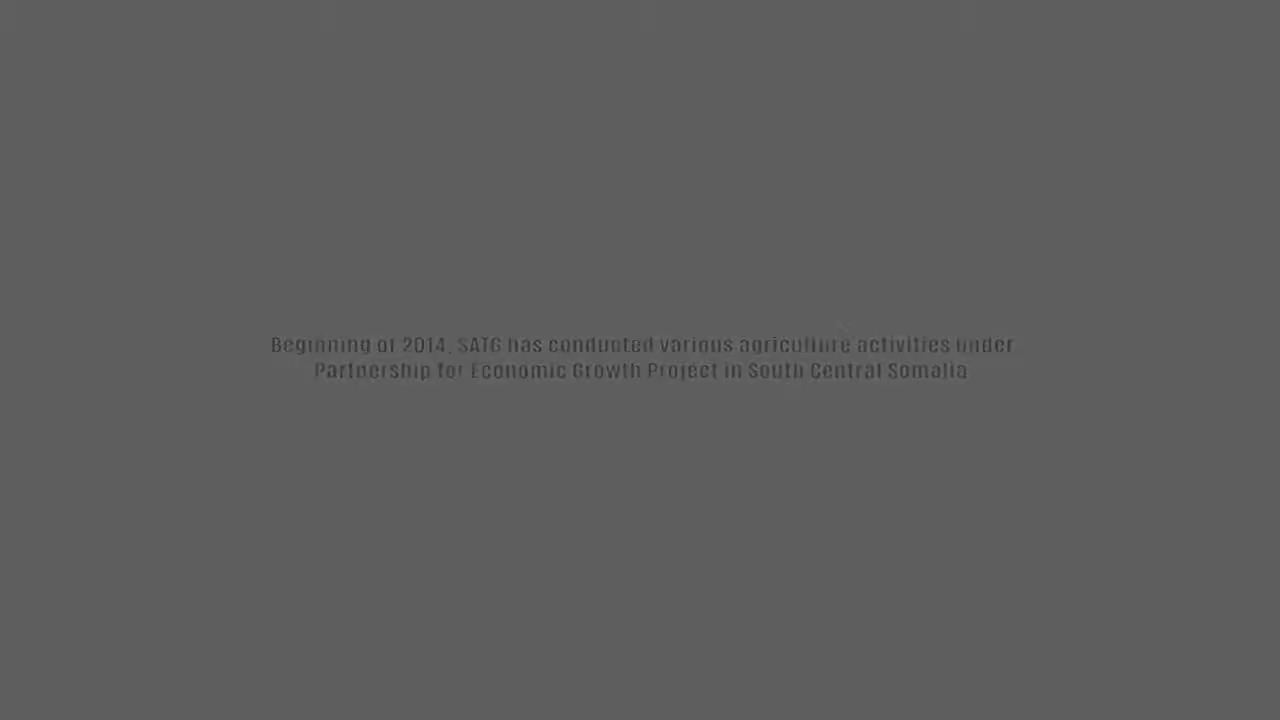 Beginning of 2014, SATG has conducted various agriculture activities under
Partnership for Economic Growth Project in South Central Somalia